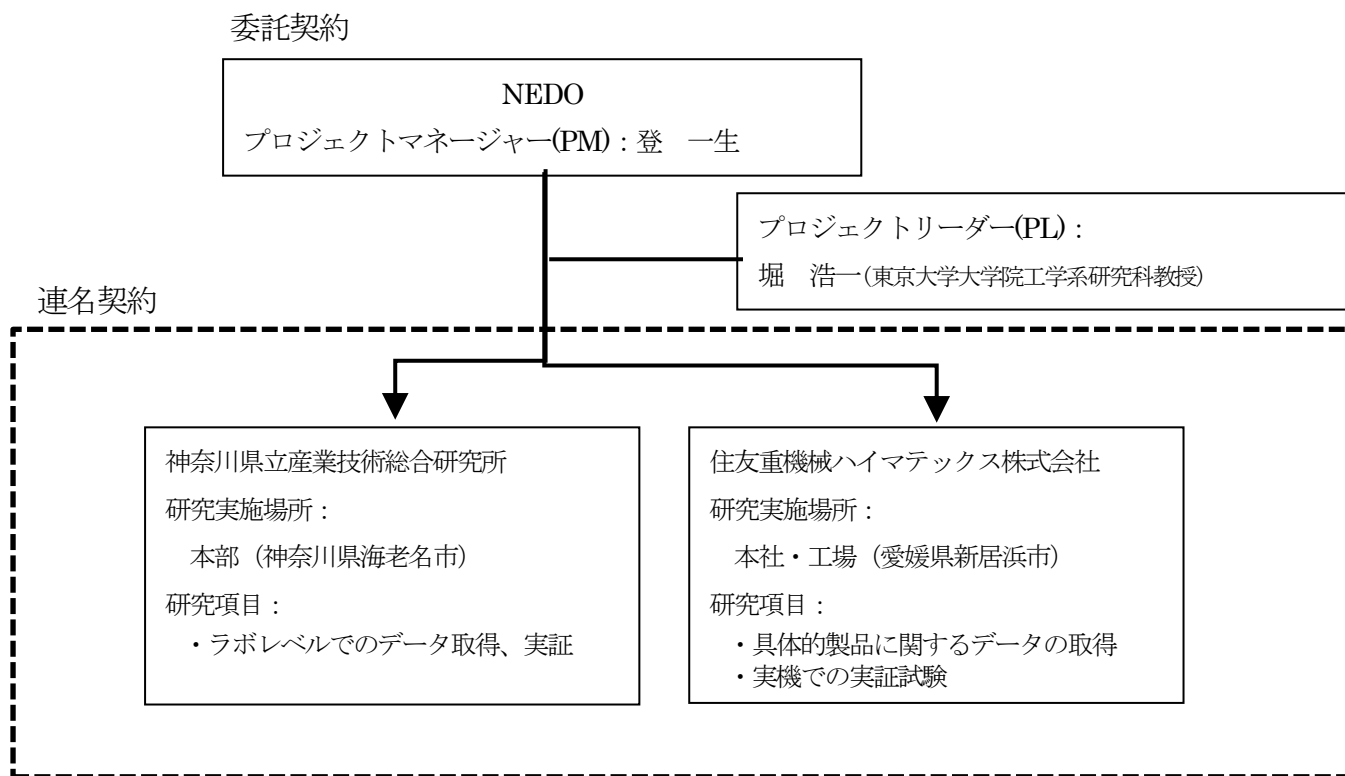 委託契約
NEDO
プロジェクトマネージャー(PM)：登　一生
プロジェクトリーダー(PL)：
堀　浩一(東京大学大学院工学系研究科教授)
連名契約
神奈川県立産業技術総合研究所
研究実施場所：
本部（神奈川県海老名市）
研究項目：
・ラボレベルでのデータ取得、実証
住友重機械ハイマテックス株式会社
研究実施場所：
本社・工場（愛媛県新居浜市）
研究項目：
・具体的製品に関するデータの取得
・実機での実証試験